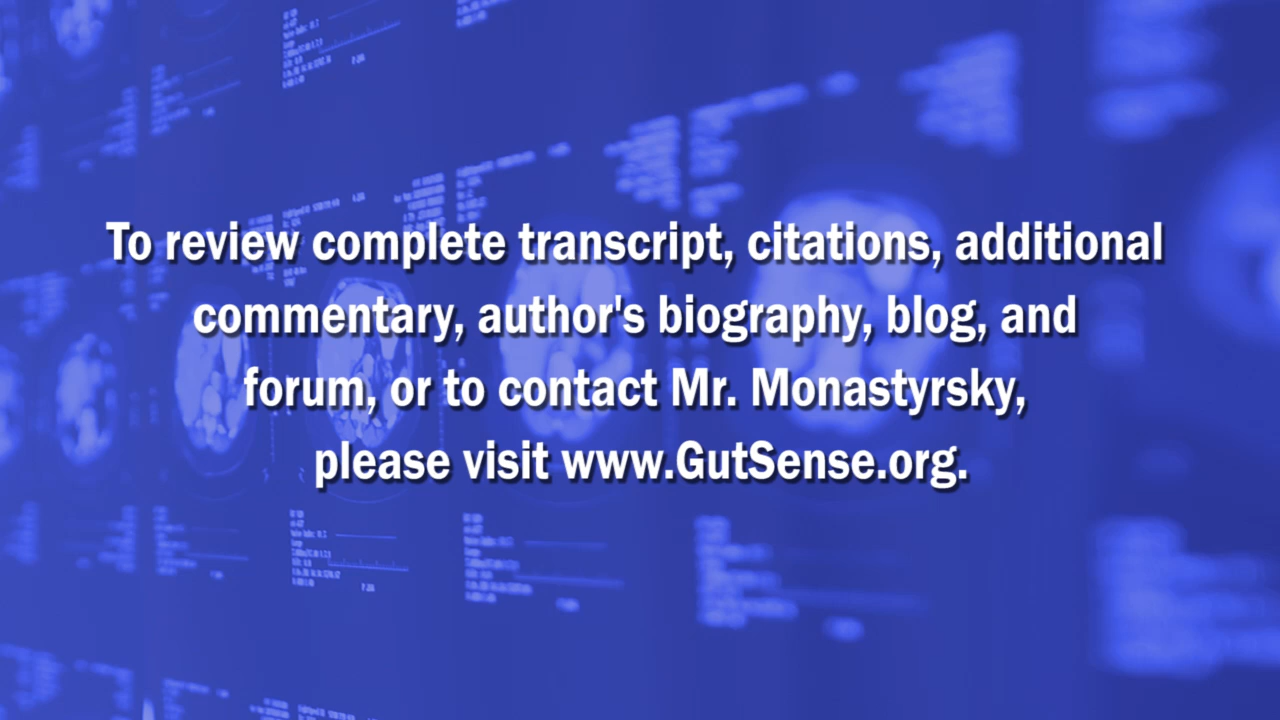 To review complete transcript, citations, additional
commentary, author's biography, blog, and
forum, or to contact Mr. Monastyrsky,
please visit www.GutSense.org.